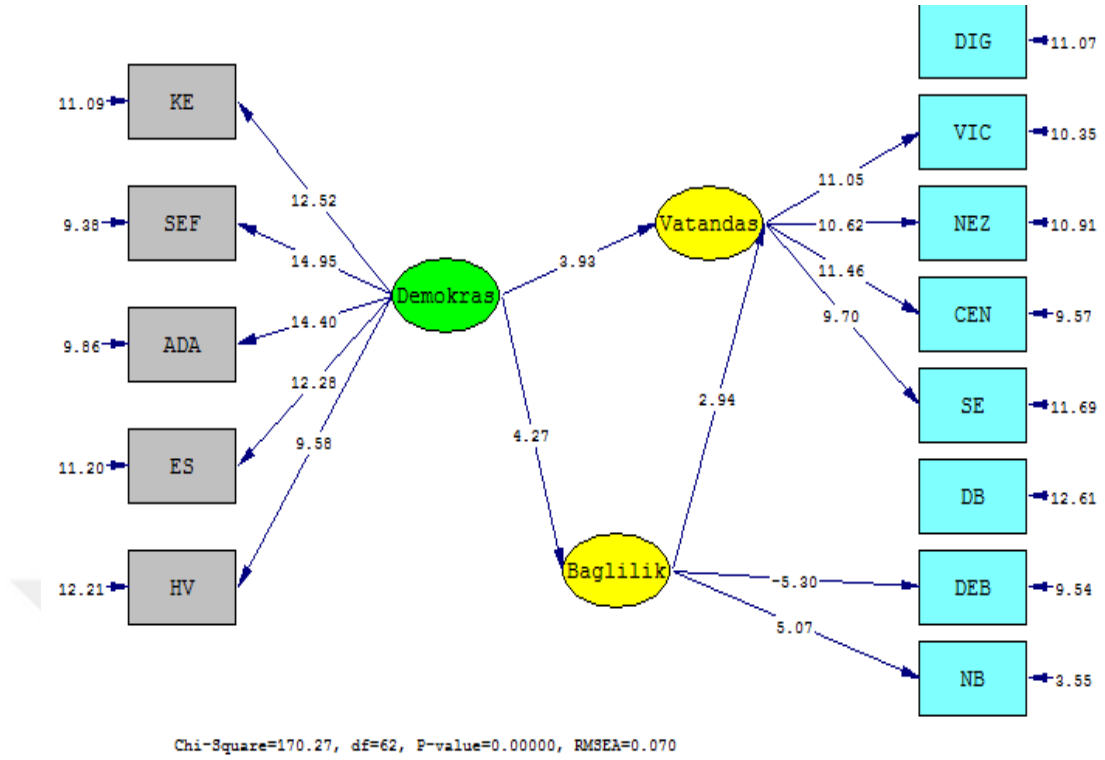 DIG
11.07
11.09
KE
VIC
10.35
11.05
12.52
9.38
SEF
Vatandas
10.62
NEZ
10.91
3.93
14.95
11.46
Demokras
14.40
CEN
9.57
9.70
9.86
ADA
12.28
2.94
SE
11.69
4.27
9.58
11.20
ES
DB
12.61
Baglilik
-5.30
12.21
HV
DEB
9.54
5.07
NB
3.55
Chi-Square=170.27, df=62, P-value=0.00000, RMSEA=0.070